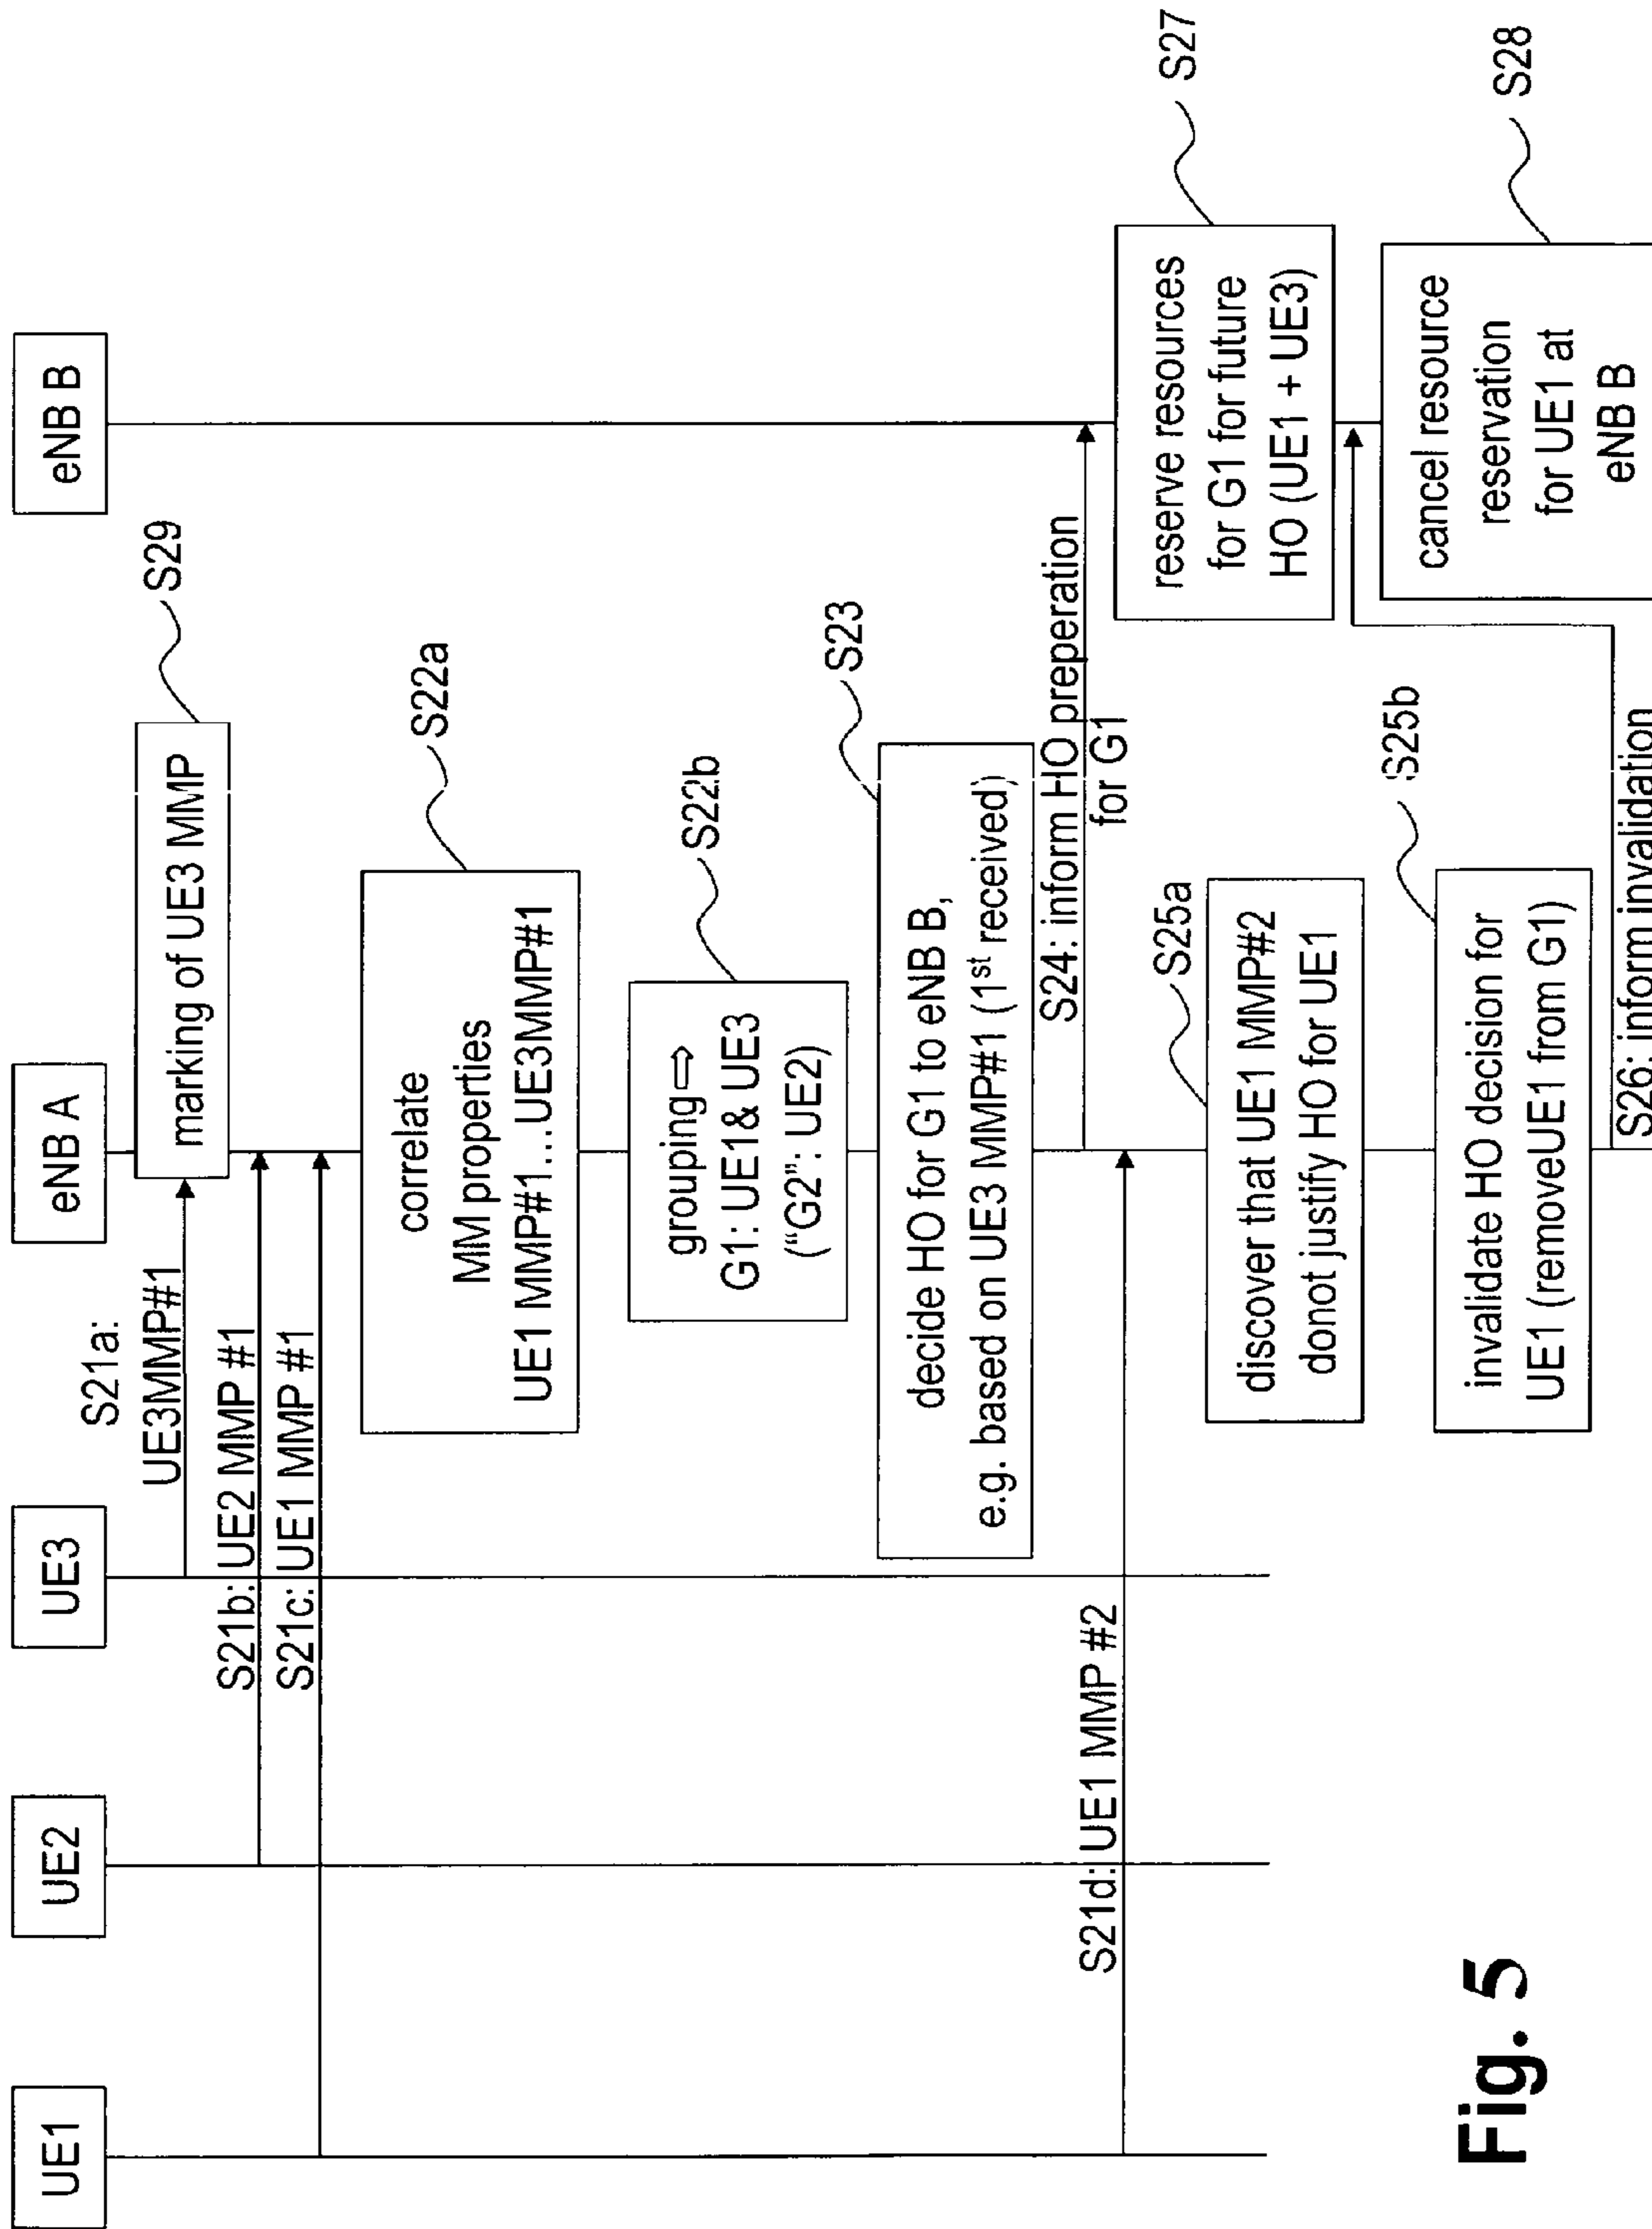 UE1
UE2
UE3
eNB A
eNB B
S21a:
UE3MMP#1
marking of UE3 MMP
S29
S21b: UE2 MMP #1
S21c: UE1 MMP #1
correlate
MM properties
UE1 MMP#1...UE3MMP#1
S22a
grouping ⇨
G1: UE1& UE3
("G2": UE2)
S22b
decide HO for G1 to eNB B,
e.g. based on UE3 MMP#1 (1st received)
S23
S24: inform HO preperation
for G1
reserve resources
for G1 for future
HO (UE1 + UE3)
S27
S21d: UE1 MMP #2
discover that UE1 MMP#2
donot justify HO for UE1
S25a
invalidate HO decision for
UE1 (removeUE1 from G1)
S25b
S26: inform invalidation
cancel resource
reservation
for UE1 at
eNB B
S28
Fig. 5